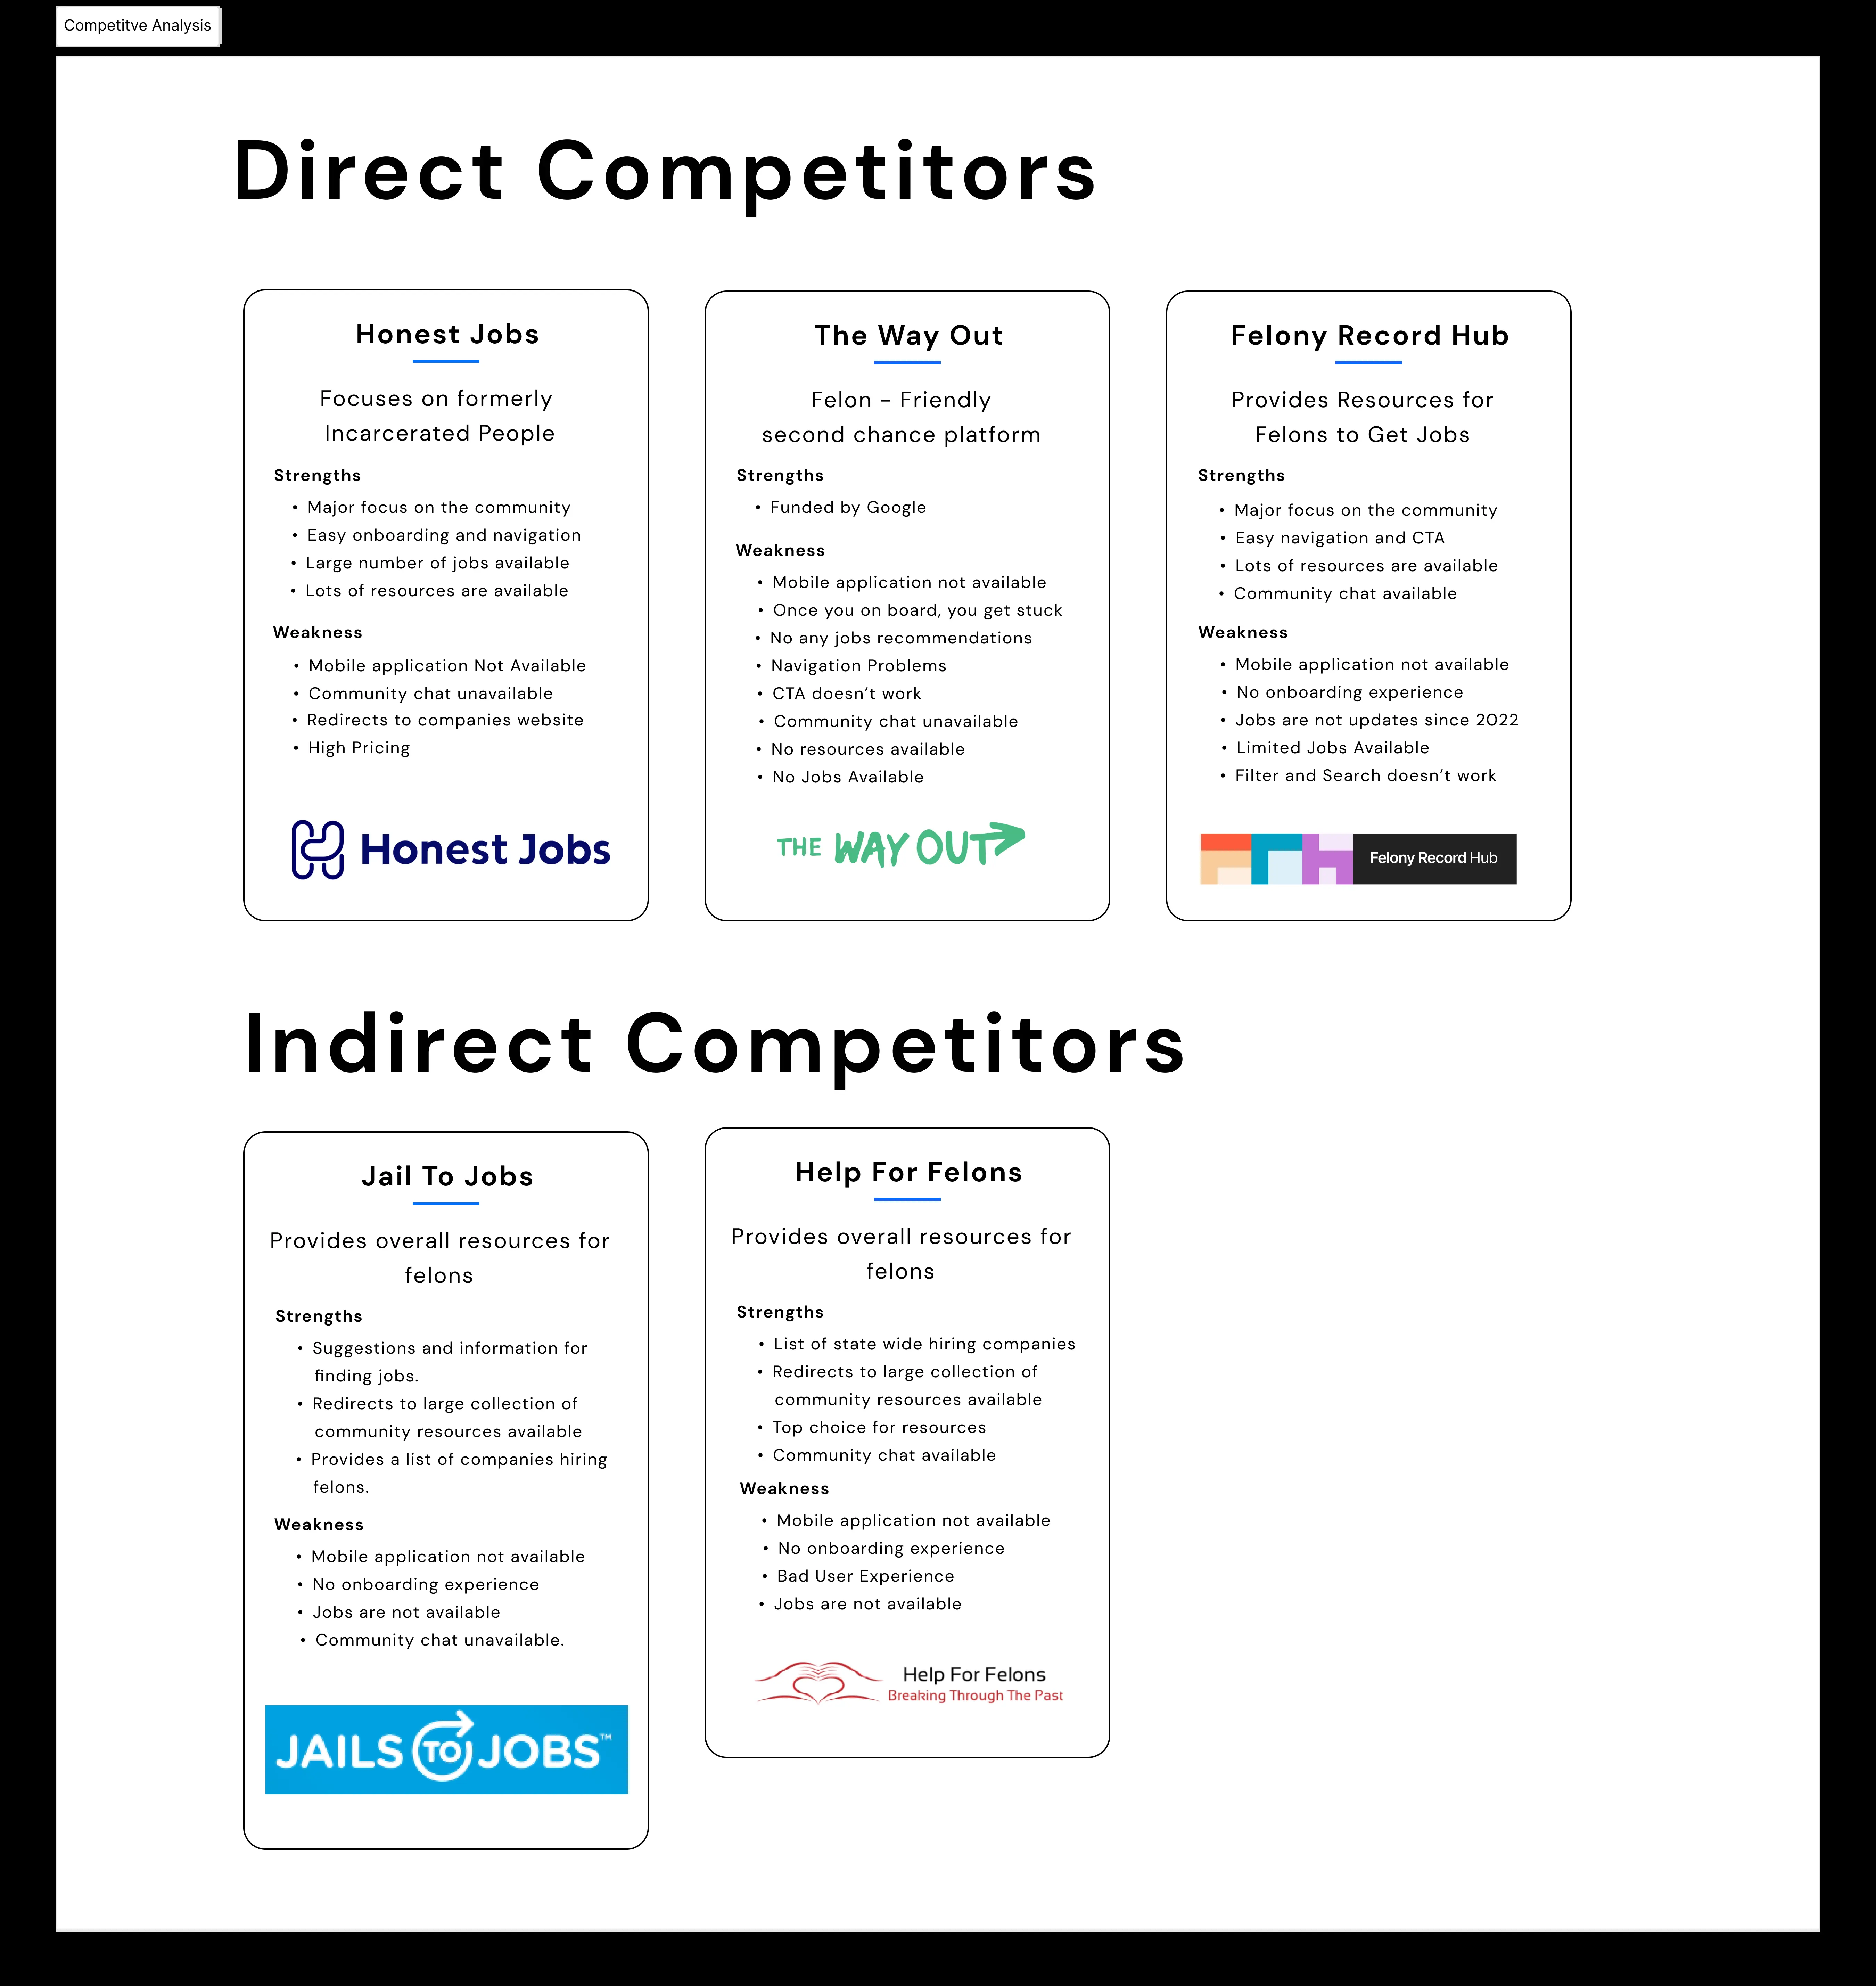 Competitve Analysis
Direct Competitors
Honest Jobs
Focuses on formerly
Incarcerated People
Strengths
• Major focus on the community
• Easy onboarding and navigation
• Large number of jobs available
• Lots of resources are available
Weakness
• Mobile application Not Available
• Community chat unavailable
• Redirects to companies website
• High Pricing
Honest Jobs
The Way Out
Felon - Friendly
second chance platform
Strengths
• Funded by Google
Weakness
• Mobile application not available
• Once you on board, you get stuck
• No any jobs recommendations
• Navigation Problems
• CTA doesn’t work
• Community chat unavailable
• No resources available
• No Jobs Available
THE WAY OUT
Felony Record Hub
Provides Resources for
Felons to Get Jobs
Strengths
• Major focus on the community
• Easy navigation and CTA
• Lots of resources are available
• Community chat available
Weakness
• Mobile application not available
• No onboarding experience
• Jobs are not updates since 2022
• Limited Jobs Available
• Filter and Search doesn’t work
Felony Record Hub
Indirect Competitors
Jail To Jobs
Provides overall resources for
felons
Strengths
• Suggestions and information for
finding jobs.
• Redirects to large collection of
community resources available
• Provides a list of companies hiring
felons.
Weakness
• Mobile application not available
• No onboarding experience
• Jobs are not available
• Community chat unavailable.
JAILS TO JOBS™
Help For Felons
Provides overall resources for
felons
Strengths
• List of state wide hiring companies
• Redirects to large collection of
community resources available
• Top choice for resources
• Community chat available
Weakness
• Mobile application not available
• No onboarding experience
• Bad User Experience
• Jobs are not available
Help For Felons
Breaking Through The Past